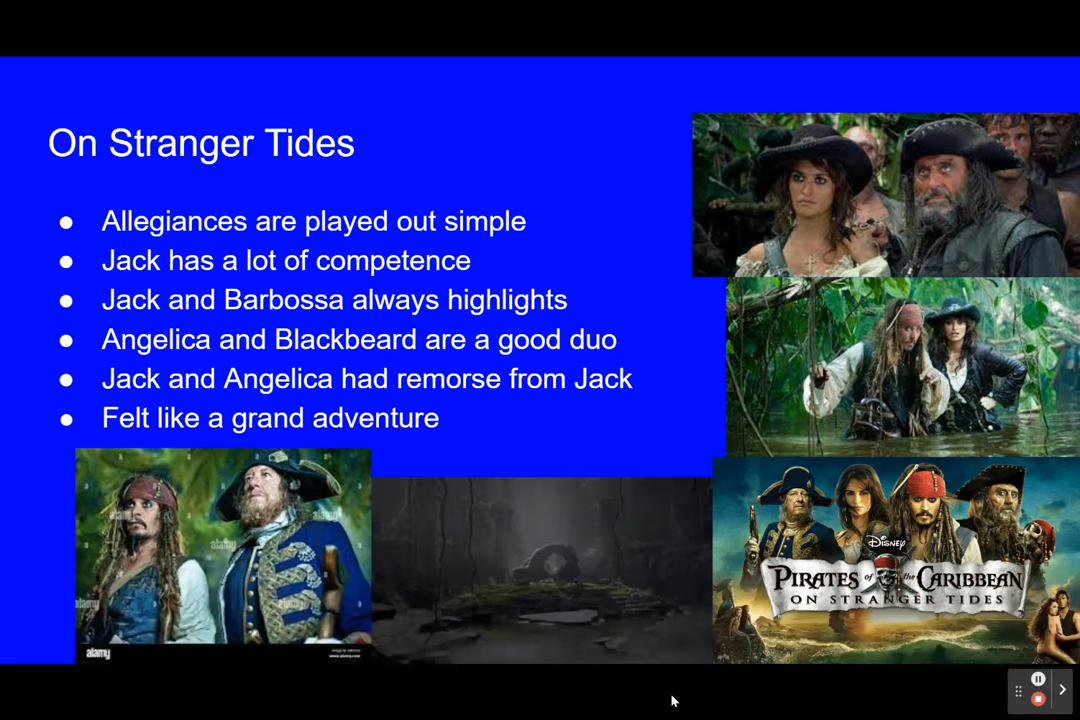 On Stranger Tides
● Allegiances are played out simple
● Jack has a lot of competence
● Jack and Barbossa always highlights
● Angelica and Blackbeard are a good duo
● Jack and Angelica had remorse from Jack
● Felt like a grand adventure
alamy
alamy
DISNEY
PIRATES of the CARIBBEAN
ON STRANGER TIDES